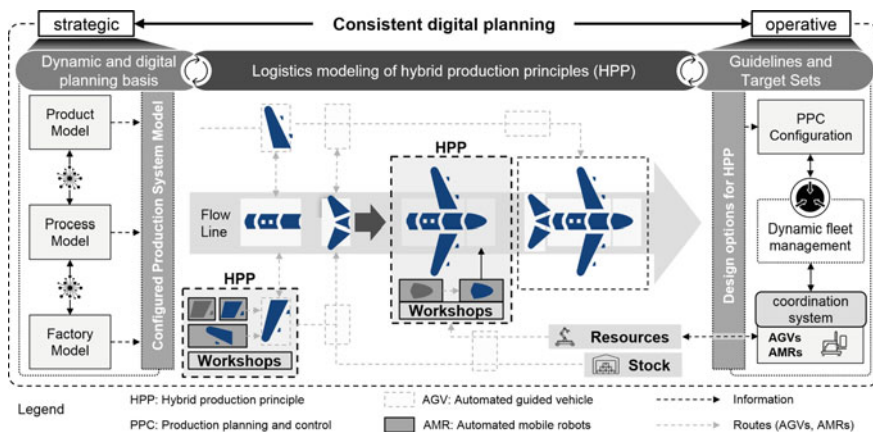 strategic
Consistent digital planning
operative
Dynamic and digital
planning basis
Logistics modeling of hybrid production principles (HPP)
Guidelines and
Target Sets
Product
Model
Process
Model
Factory
Model
Configured Production System Model
Flow
Line
HPP
Workshops
HPP
Workshops
Resources
Stock
Design options for HPP
PPC
Configuration
Dynamic fleet
management
coordination
system
AGVs
AMRs
Legend
HPP: Hybrid production principle
AGV: Automated guided vehicle
Information
PPC: Production planning and control
AMR: Automated mobile robots
Routes (AGVs, AMRs)